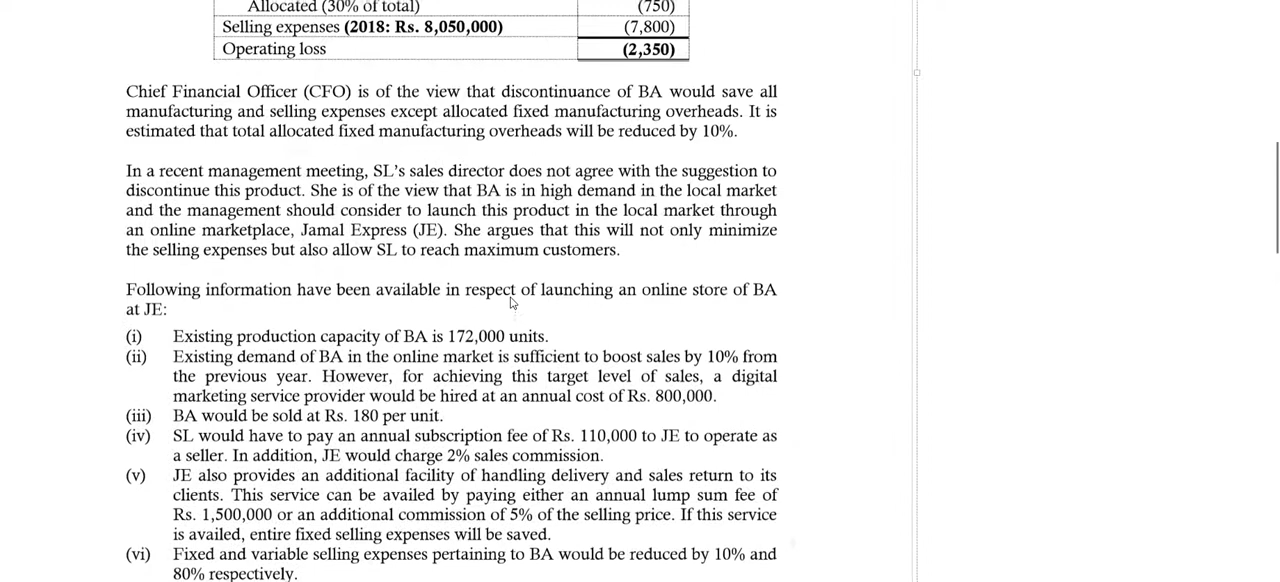 Allocated (30% of total) (750)
Selling expenses (2018: Rs. 8,050,000) (7,800)
Operating loss (2,350)
Chief Financial Officer (CFO) is of the view that discontinuance of BA would save all
manufacturing and selling expenses except allocated fixed manufacturing overheads. It is
estimated that total allocated fixed manufacturing overheads will be reduced by 10%.
In a recent management meeting, SL's sales director does not agree with the suggestion to
discontinue this product. She is of the view that BA is in high demand in the local market
and the management should consider to launch this product in the local market through
an online marketplace, Jamal Express (JE). She argues that this will not only minimize
the selling expenses but also allow SL to reach maximum customers.
Following information have been available in respect of launching an online store of BA
at JE:
(i) Existing production capacity of BA is 172,000 units.
(ii) Existing demand of BA in the online market is sufficient to boost sales by 10% from
the previous year. However, for achieving this target level of sales, a digital
marketing service provider would be hired at an annual cost of Rs. 800,000.
(iii) BA would be sold at Rs. 180 per unit.
(iv) SL would have to pay an annual subscription fee of Rs. 110,000 to JE to operate as
a seller. In addition, JE would charge 2% sales commission.
(v) JE also provides an additional facility of handling delivery and sales return to its
clients. This service can be availed by paying either an annual lump sum fee of
Rs. 1,500,000 or an additional commission of 5% of the selling price. If this service
is availed, entire fixed selling expenses will be saved.
(vi) Fixed and variable selling expenses pertaining to BA would be reduced by 10% and
80% respectively.